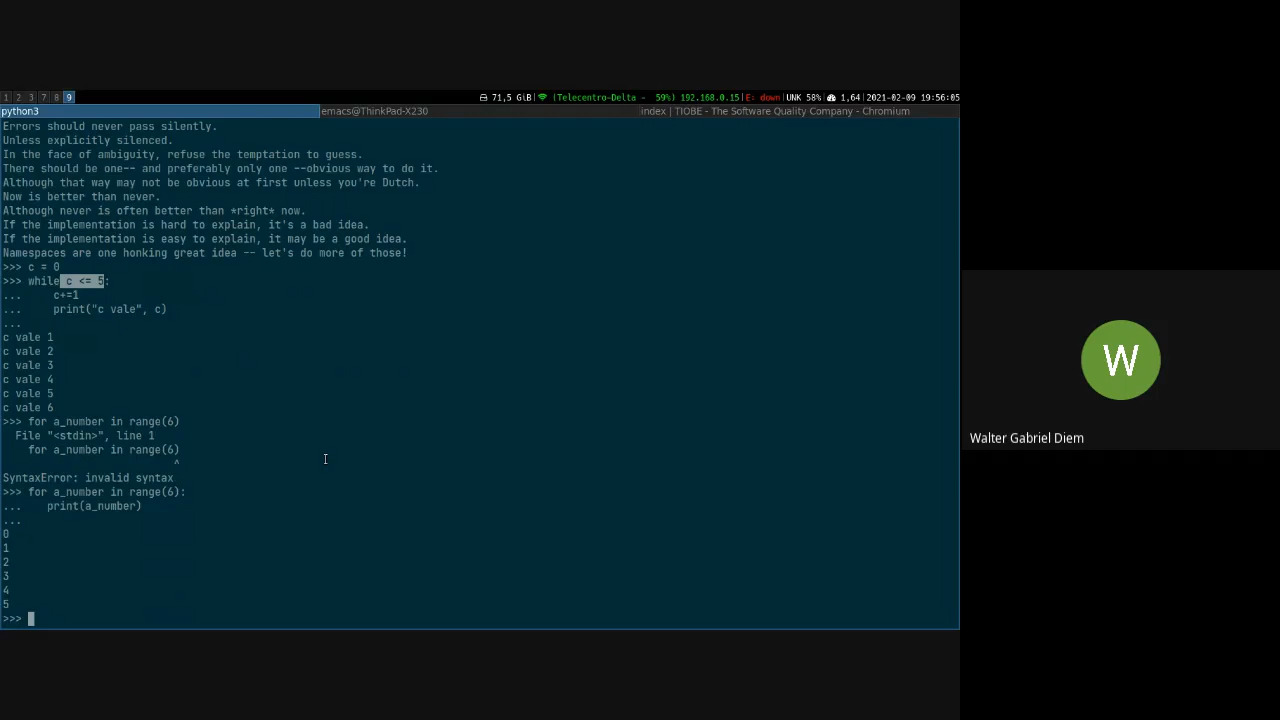 1 2 3 7 8 9
71,5 GiB| |(Telecentro-Delta - 59%) 192.168.0.15|E: down|UNK 58%| 1,64|2021-02-09 19:56:05
python3 emacs@ThinkPad-X230 index | TIOBE - The Software Quality Company - Chromium
Errors should never pass silently.
Unless explicitly silenced.
In the face of ambiguity, refuse the temptation to guess.
There should be one-- and preferably only one --obvious way to do it.
Although that way may not be obvious at first unless you're Dutch.
Now is better than never.
Although never is often better than *right* now.
If the implementation is hard to explain, it's a bad idea.
If the implementation is easy to explain, it may be a good idea.
Namespaces are one honking great idea -- let's do more of those!
>>> c = 0
>>> while c <= 5:
...     c+=1
...     print("c vale", c)
...
c vale 1
c vale 2
c vale 3
c vale 4
c vale 5
c vale 6
>>> for a_number in range(6)
  File "<stdin>", line 1
    for a_number in range(6)
                           ^
SyntaxError: invalid syntax
>>> for a_number in range(6):
...    print(a_number)
...
0
1
2
3
4
5
>>>
W
Walter Gabriel Diem